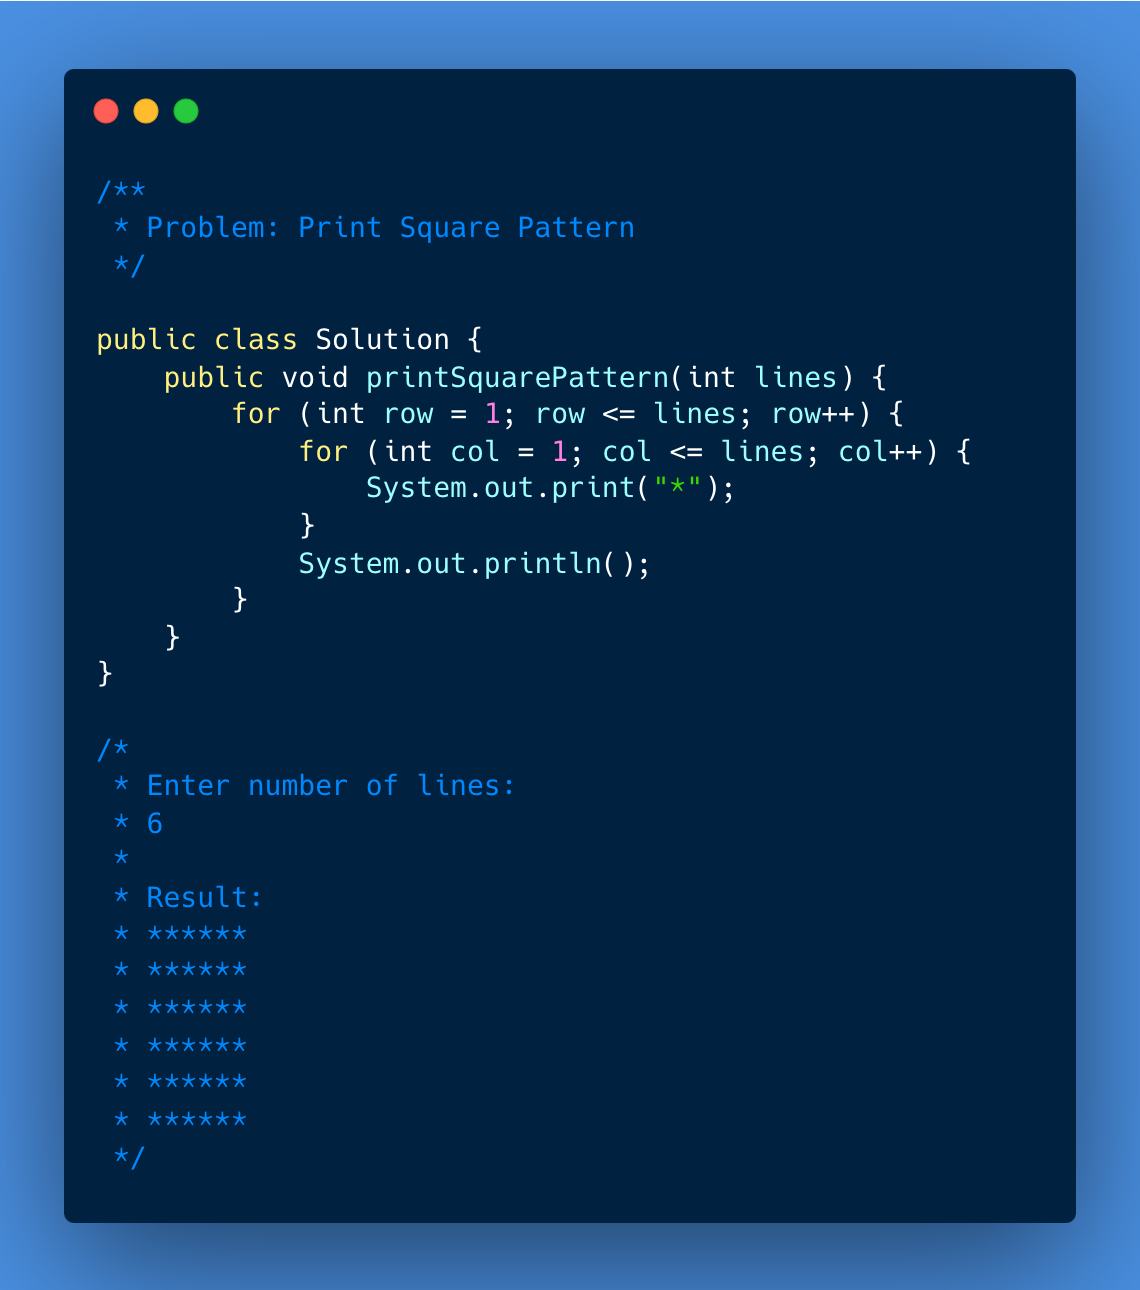 /**
 * Problem: Print Square Pattern
 */

public class Solution {
    public void printSquarePattern(int lines) {
        for (int row = 1; row <= lines; row++) {
            for (int col = 1; col <= lines; col++) {
                System.out.print("*");
            }
            System.out.println();
        }
    }
}

/*
 * Enter number of lines:
 * 6
 *
 * Result:
 * ******
 * ******
 * ******
 * ******
 * ******
 * ******
 */